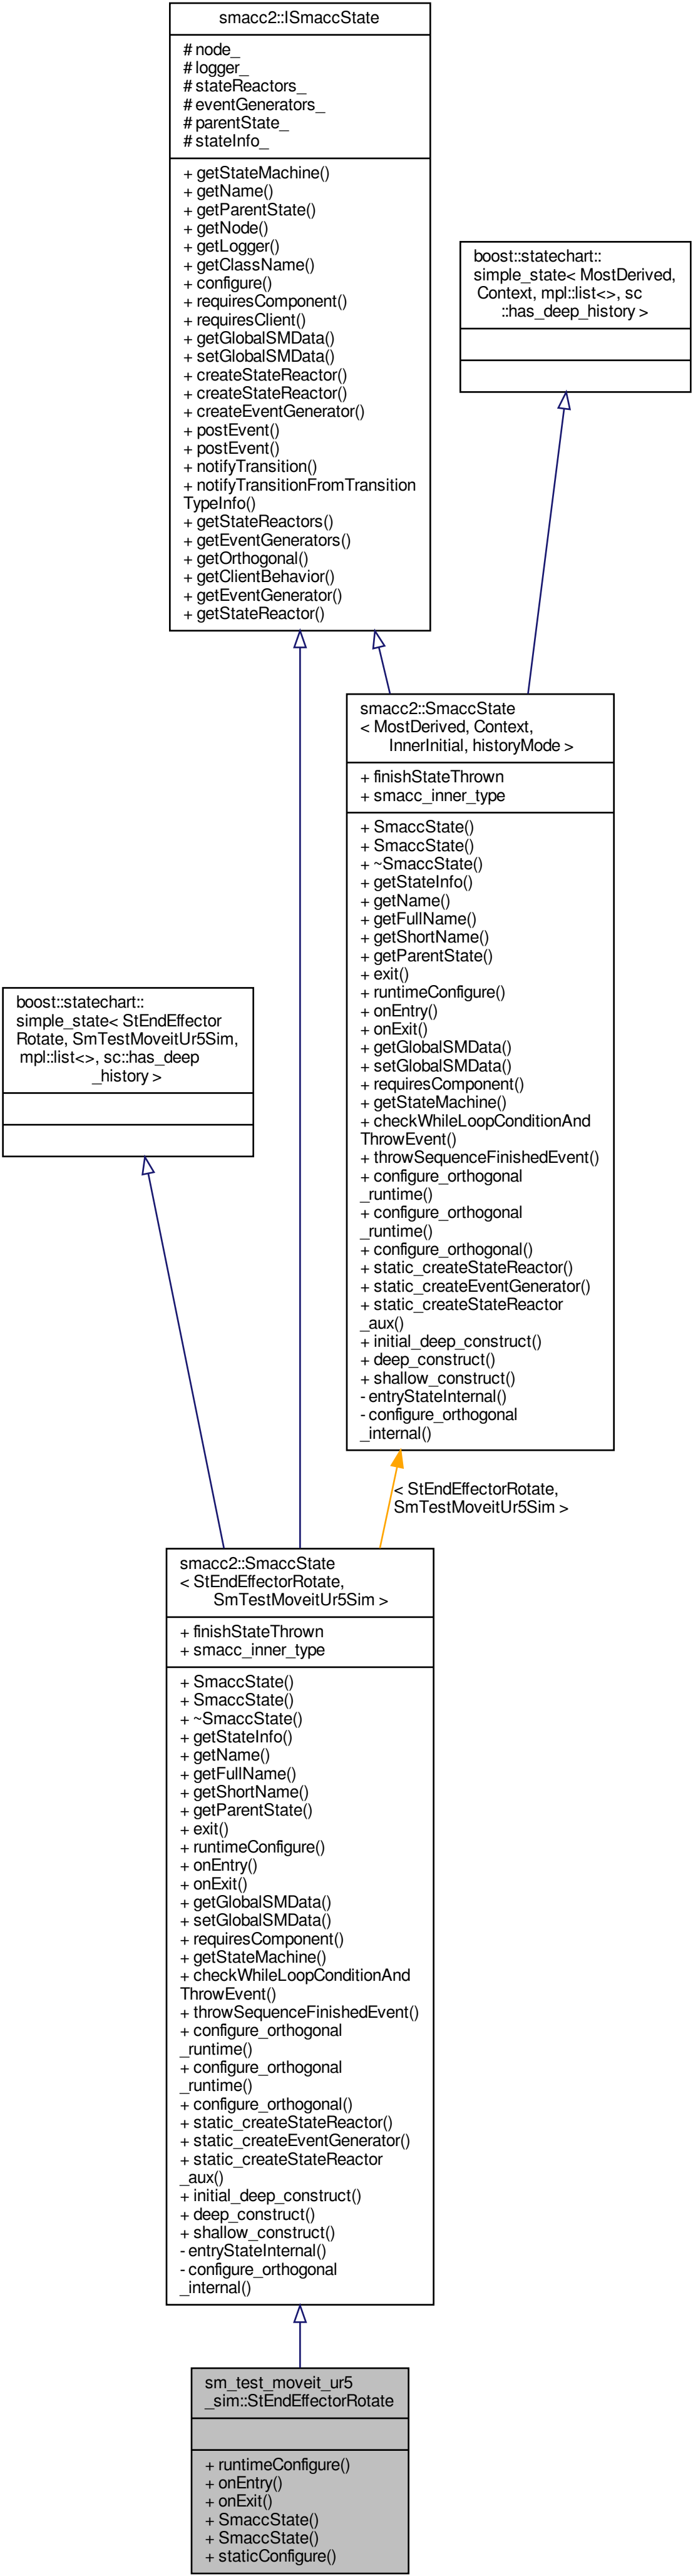 smacc2::ISmaccState
# node_
# logger_
# stateReactors_
# eventGenerators_
# parentState_
# stateInfo_
+ getStateMachine()
+ getName()
+ getParentState()
+ getNode()
+ getLogger()
+ getClassName()
+ configure()
+ requiresComponent()
+ requiresClient()
+ getGlobalSMData()
+ setGlobalSMData()
+ createStateReactor()
+ createStateReactor()
+ createEventGenerator()
+ postEvent()
+ postEvent()
+ notifyTransition()
+ notifyTransitionFromTransition
TypeInfo()
+ getStateReactors()
+ getEventGenerators()
+ getOrthogonal()
+ getClientBehavior()
+ getEventGenerator()
+ getStateReactor()
boost::statechart::
simple_state< MostDerived,
Context, mpl::list<>, sc
::has_deep_history >
smacc2::SmaccState
< MostDerived, Context,
InnerInitial, historyMode >
+ finishStateThrown
+ smacc_inner_type
+ SmaccState()
+ SmaccState()
+ ~SmaccState()
+ getStateInfo()
+ getName()
+ getFullName()
+ getShortName()
+ getParentState()
+ exit()
+ runtimeConfigure()
+ onEntry()
+ onExit()
+ getGlobalSMData()
+ setGlobalSMData()
+ requiresComponent()
+ getStateMachine()
+ checkWhileLoopConditionAnd
ThrowEvent()
+ throwSequenceFinishedEvent()
+ configure_orthogonal
_runtime()
+ configure_orthogonal
_runtime()
+ configure_orthogonal()
+ static_createStateReactor()
+ static_createEventGenerator()
+ static_createStateReactor
_aux()
+ initial_deep_construct()
+ deep_construct()
+ shallow_construct()
- entryStateInternal()
- configure_orthogonal
_internal()
boost::statechart::
simple_state< StEndEffector
Rotate, SmTestMoveitUr5Sim,
mpl::list<>, sc::has_deep
_history >
< StEndEffectorRotate,
SmTestMoveitUr5Sim >
smacc2::SmaccState
< StEndEffectorRotate,
SmTestMoveitUr5Sim >
+ finishStateThrown
+ smacc_inner_type
+ SmaccState()
+ SmaccState()
+ ~SmaccState()
+ getStateInfo()
+ getName()
+ getFullName()
+ getShortName()
+ getParentState()
+ exit()
+ runtimeConfigure()
+ onEntry()
+ onExit()
+ getGlobalSMData()
+ setGlobalSMData()
+ requiresComponent()
+ getStateMachine()
+ checkWhileLoopConditionAnd
ThrowEvent()
+ throwSequenceFinishedEvent()
+ configure_orthogonal
_runtime()
+ configure_orthogonal
_runtime()
+ configure_orthogonal()
+ static_createStateReactor()
+ static_createEventGenerator()
+ static_createStateReactor
_aux()
+ initial_deep_construct()
+ deep_construct()
+ shallow_construct()
- entryStateInternal()
- configure_orthogonal
_internal()
sm_test_moveit_ur5
_sim::StEndEffectorRotate
+ runtimeConfigure()
+ onEntry()
+ onExit()
+ SmaccState()
+ SmaccState()
+ staticConfigure()